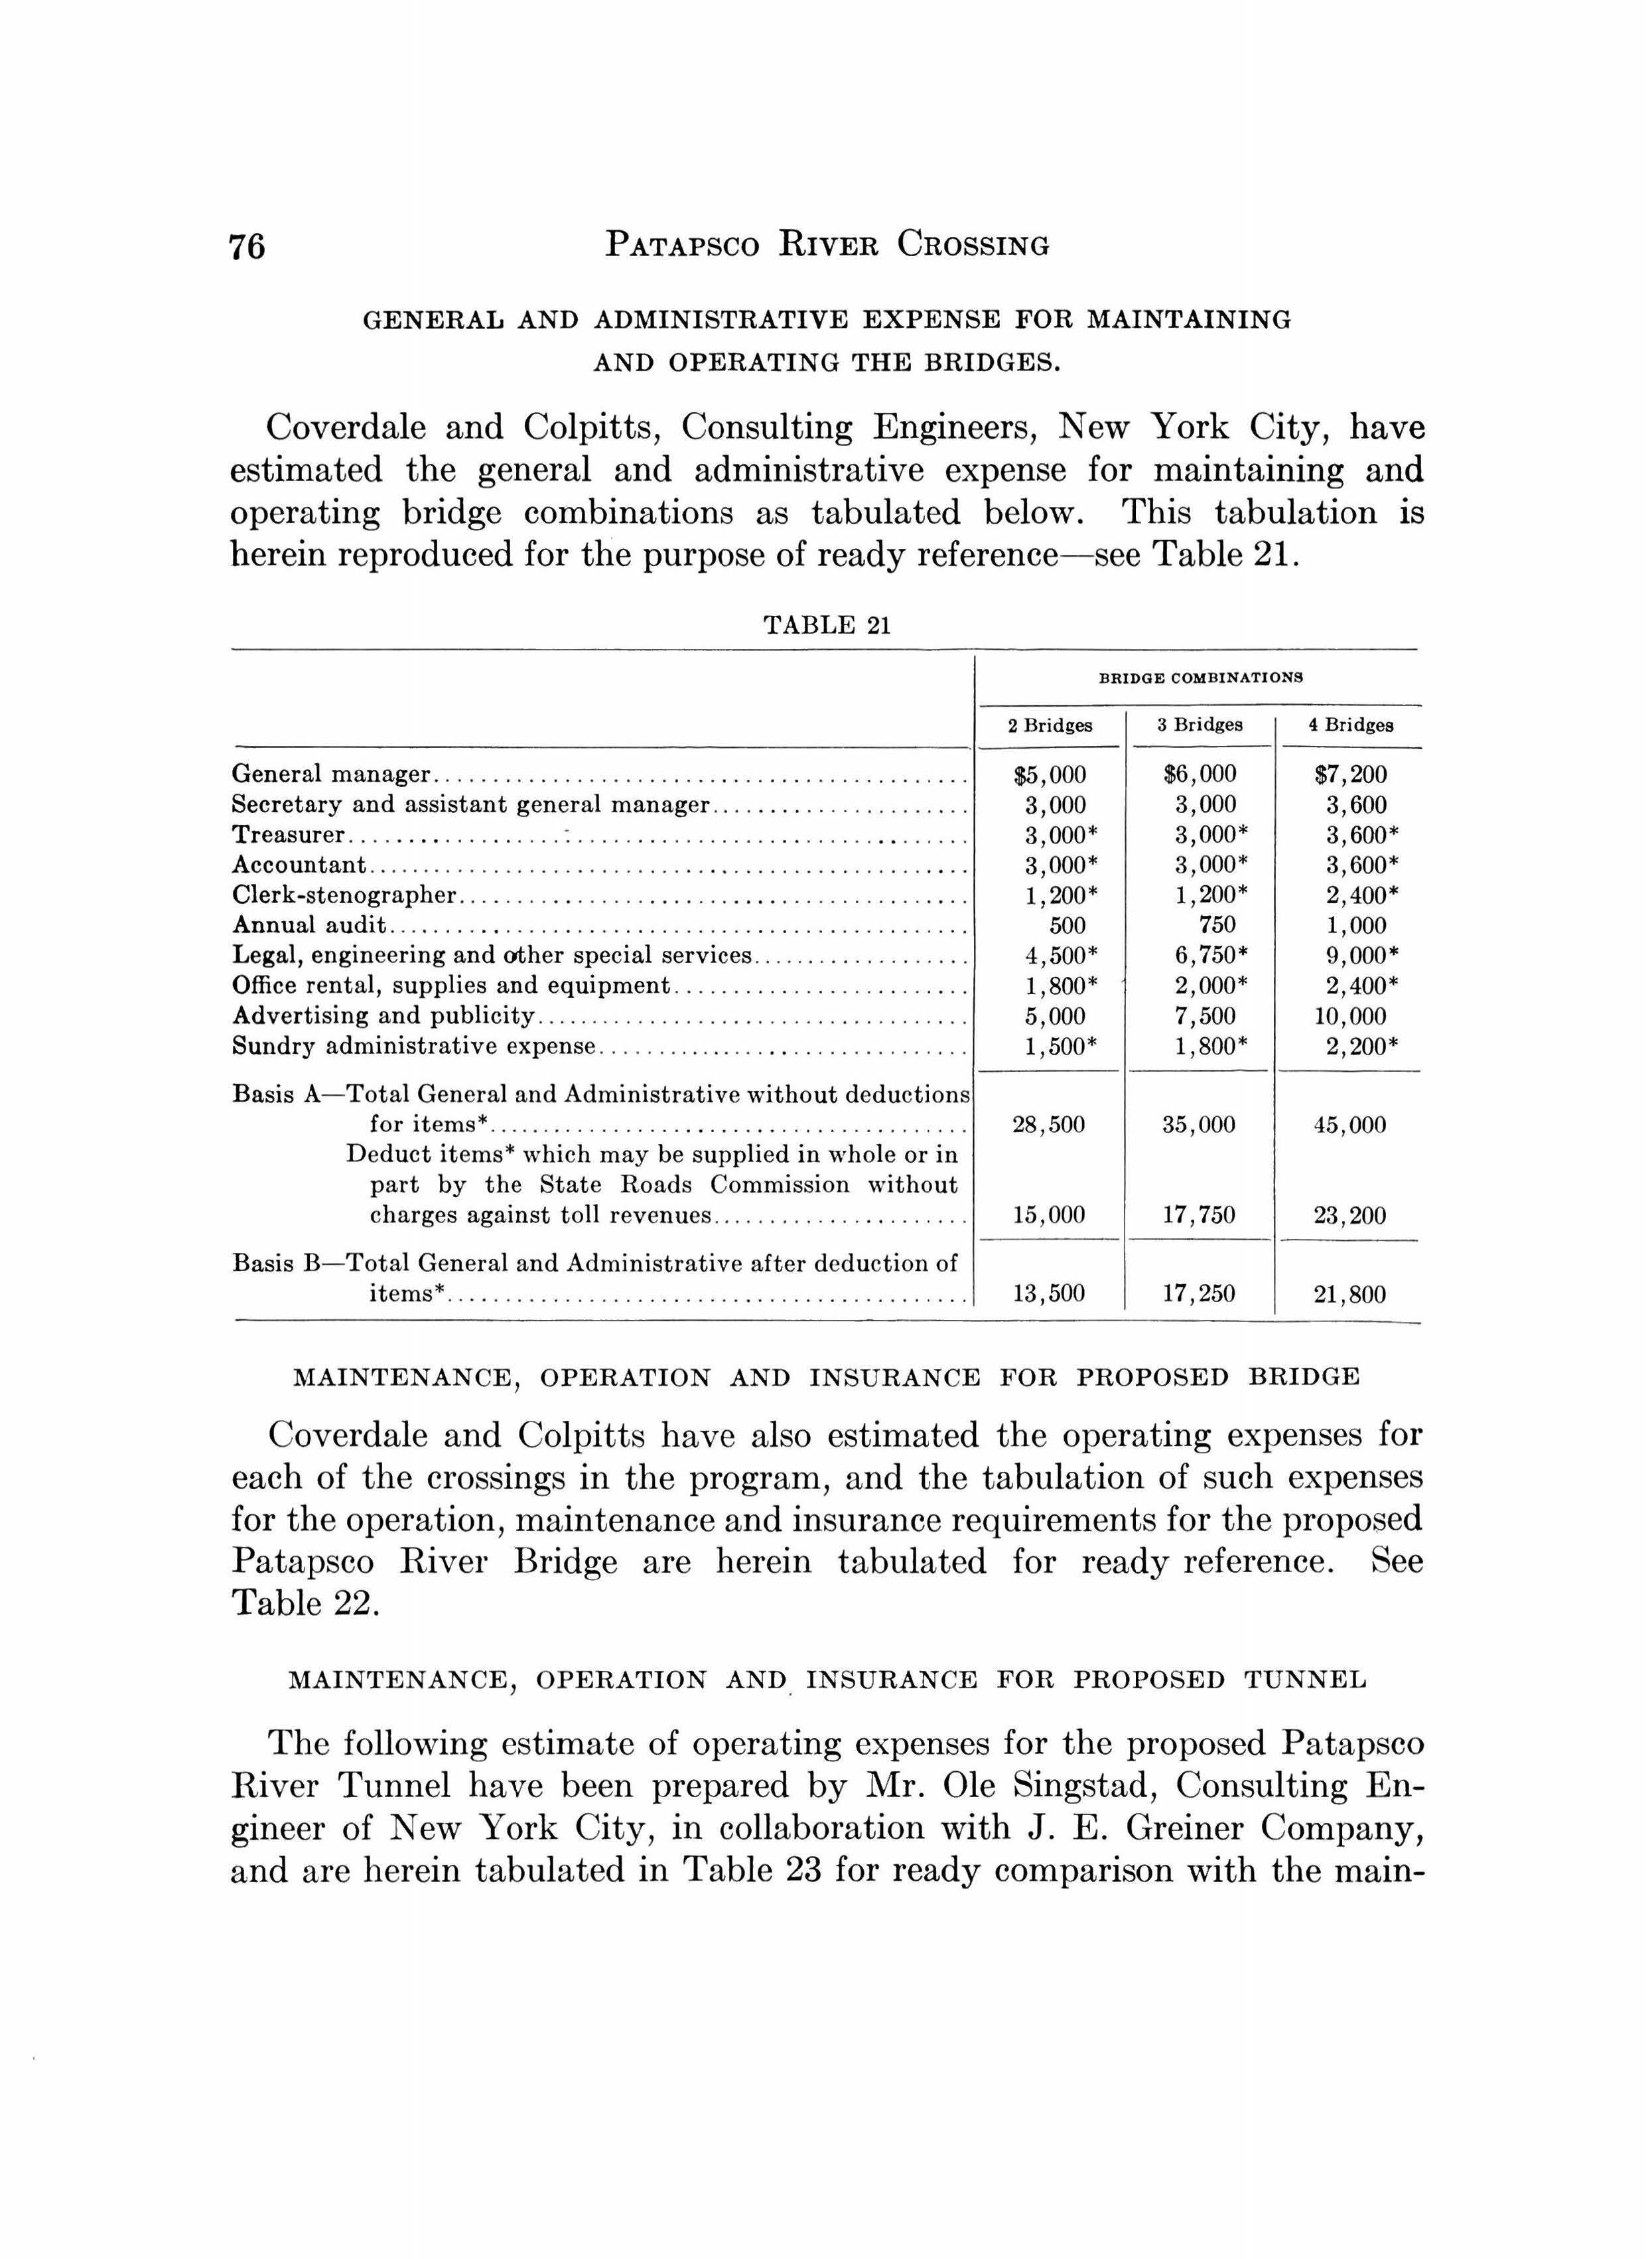 76 PATAPSCO RIVER CROSSING
GENERAL AND ADMINISTRATIVE EXPENSE FOR MAINTAINING
AND OPERATING THE BRIDGES.
Coverdale and Colpitts, Consulting Engineers, New York City, have
estimated the general and administrative expense for maintaining and
operating bridge combinations as tabulated below. This tabulation is
herein reproduced for the purpose of ready reference—see Table 21.
TABLE 21
BRIDGE COMBINATIONS
2 Bridges 3 Bridges 4 Bridges
General manager $5,000 $6,000 $7,200
Secretary and assistant general manager 3,000 3,000 3,600
Treasurer 3,000* 3,000* 3,600*
Accountant 3,000* 3,000* 3,600*
Clerk-stenographer 1,200* 1,200* 2,400*
Annual audit 500 750 1,000
Legal, engineering and other special services 4,500* 6,750* 9,000*
Office rental, supplies and equipment 1,800* 2,000* 2,400*
Advertising and publicity 5,000 7,500 10,000
Sundry administrative expense 1,500* 1,800* 2,200*
Basis A—Total General and Administrative without deductions
for items* 28,500 35,000 45,000
Deduct items* which may be supplied in whole or in
part by the State Roads Commission without
charges against toll revenues 15,000 17,750 23,200
Basis B—Total General and Administrative after deduction of
items* 13,500 17,250 21,800
MAINTENANCE, OPERATION AND INSURANCE FOR PROPOSED BRIDGE
Coverdale and Colpitts have also estimated the operating expenses for
each of the crossings in the program, and the tabulation of such expenses
for the operation, maintenance and insurance requirements for the proposed
Patapsco River Bridge are herein tabulated for ready reference. See
Table 22.
MAINTENANCE, OPERATION AND INSURANCE FOR PROPOSED TUNNEL
The following estimate of operating expenses for the proposed Patapsco
River Tunnel have been prepared by Mr. Ole Singstad, Consulting En-
gineer of New York City, in collaboration with J. E. Greiner Company,
and are herein tabulated in Table 23 for ready comparison with the main-